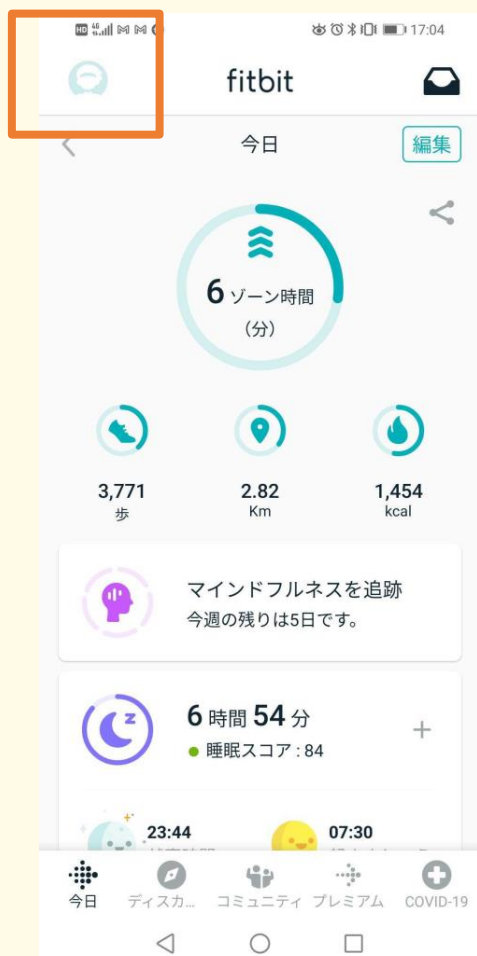 HD 46 17:04
fitbit
今日
編集
6 ゾーン時間
（分）
3,771
歩
2.82
Km
1,454
kcal
マインドフルネスを追跡
今週の残りは5日です。
6 時間 54 分
睡眠スコア : 84
23:44
07:30
今日
ディスカ...
コミュニティ
プレミアム
COVID-19